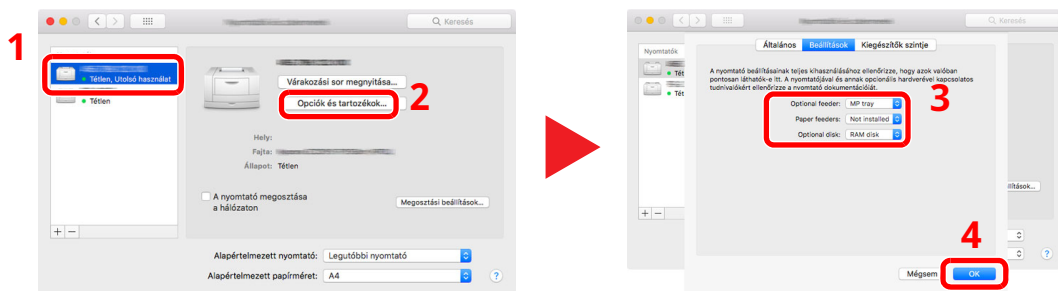 Keresés
1
Tétlen, Utolsó használat
Tétlen
Várakozási sor megnyitása...
Opciók és tartozékok...
2
Hely:
Fajta:
Állapot: Tétlen
A nyomtató megosztása
a hálózaton
Megosztási beállítások...
+ −
Alapértelmezett nyomtató: Legutóbbi nyomtató
Alapértelmezett papírméret: A4
?
Keresés
Nyomtatók
Tét
Tét
Általános Beállítások Kiegészítők szintje
A nyomtató beállításainak teljes kihasználásához ellenőrizze, hogy azok valóban
pontosan láthatók-e itt. A nyomtatójával és annak opcionális hardverével kapcsolatos
tudnivalókért ellenőrizze a nyomtató dokumentációját.
Optional feeder: MP tray
Paper feeders: Not installed
Optional disk: RAM disk
3
+ −
?
4
Mégsem OK